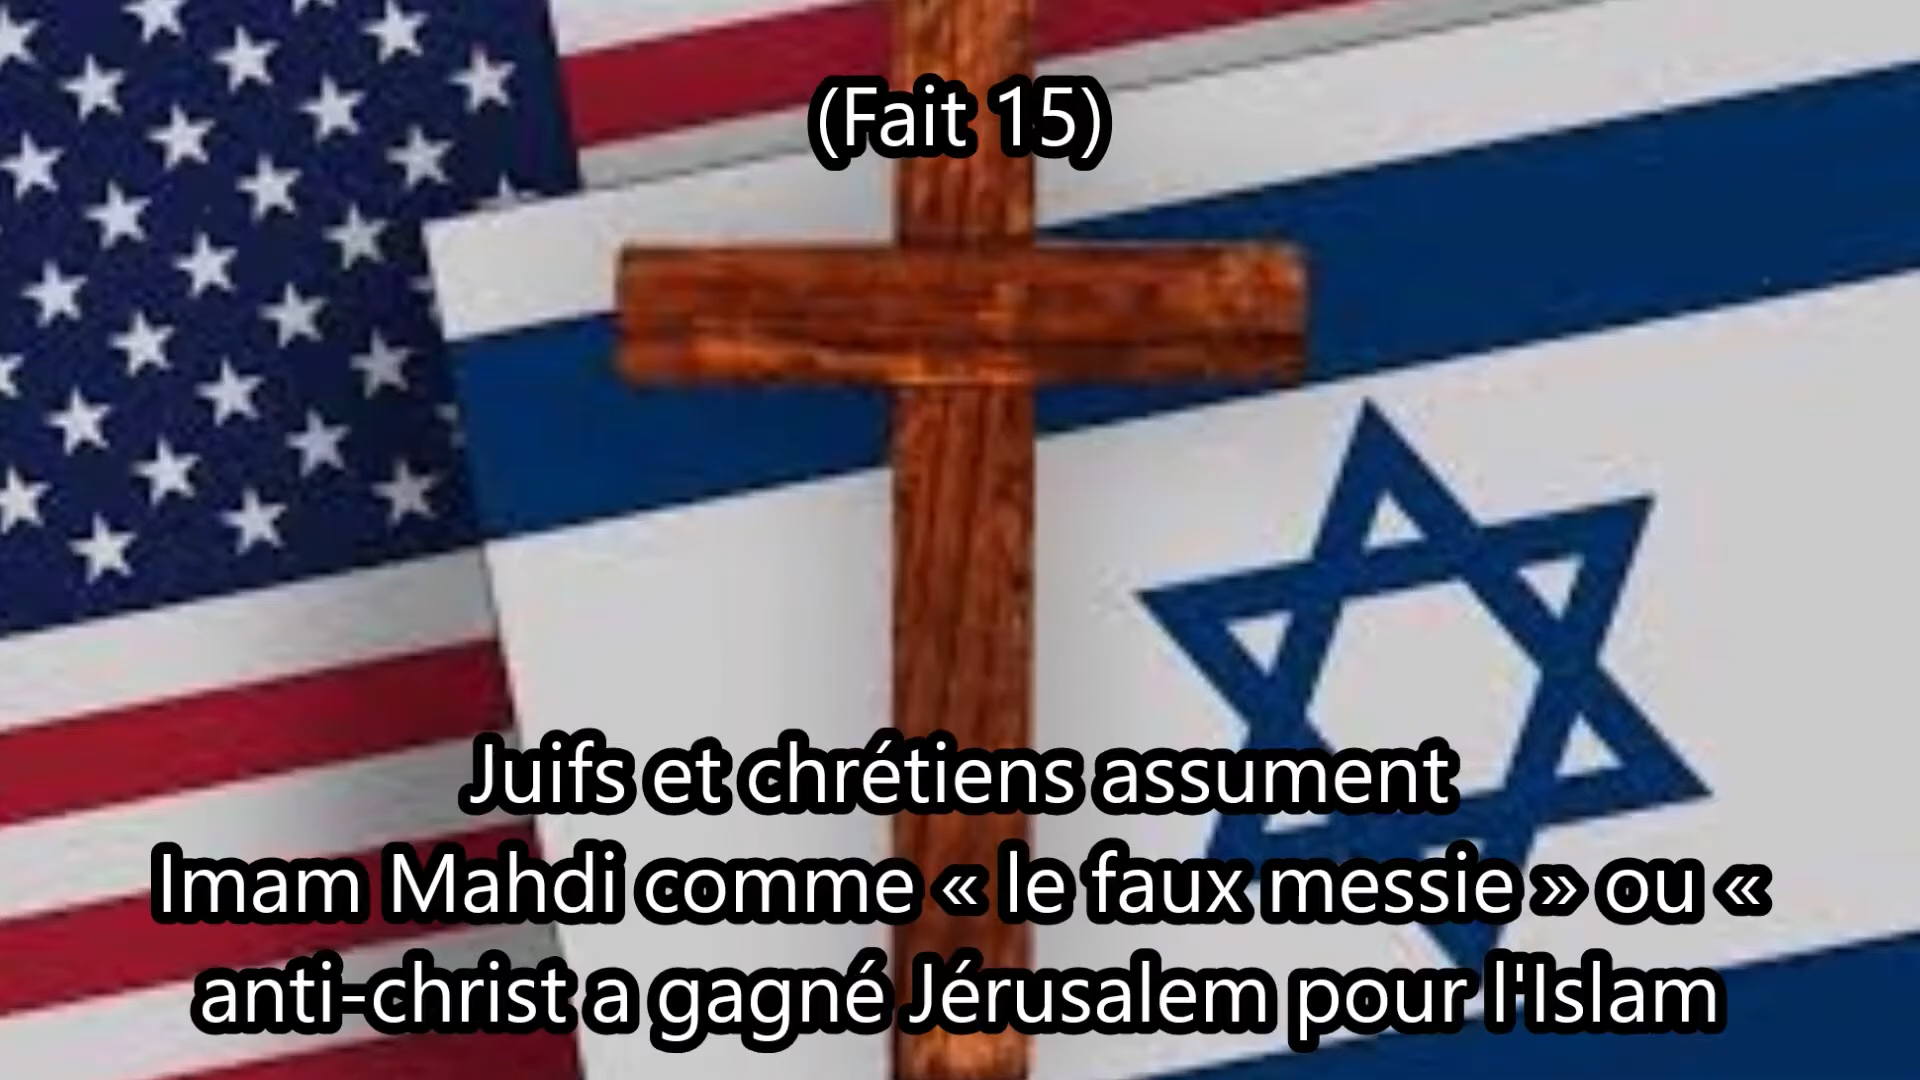 (Fait 15)
Juifs et chrétiens assument
Imam Mahdi comme « le faux messie » ou «
anti-christ a gagné Jérusalem pour l'Islam